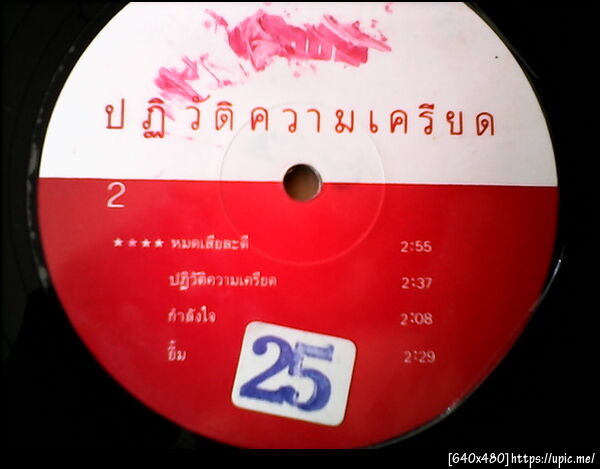 ปฏิวัติความเครียด
2
★★★★ หมดเสียละดี 2:55
ปฏิวัติความเครียด 2:37
กำลังใจ 2:08
ยิ้ม 2:29
25
[640x480]https://upic.me/